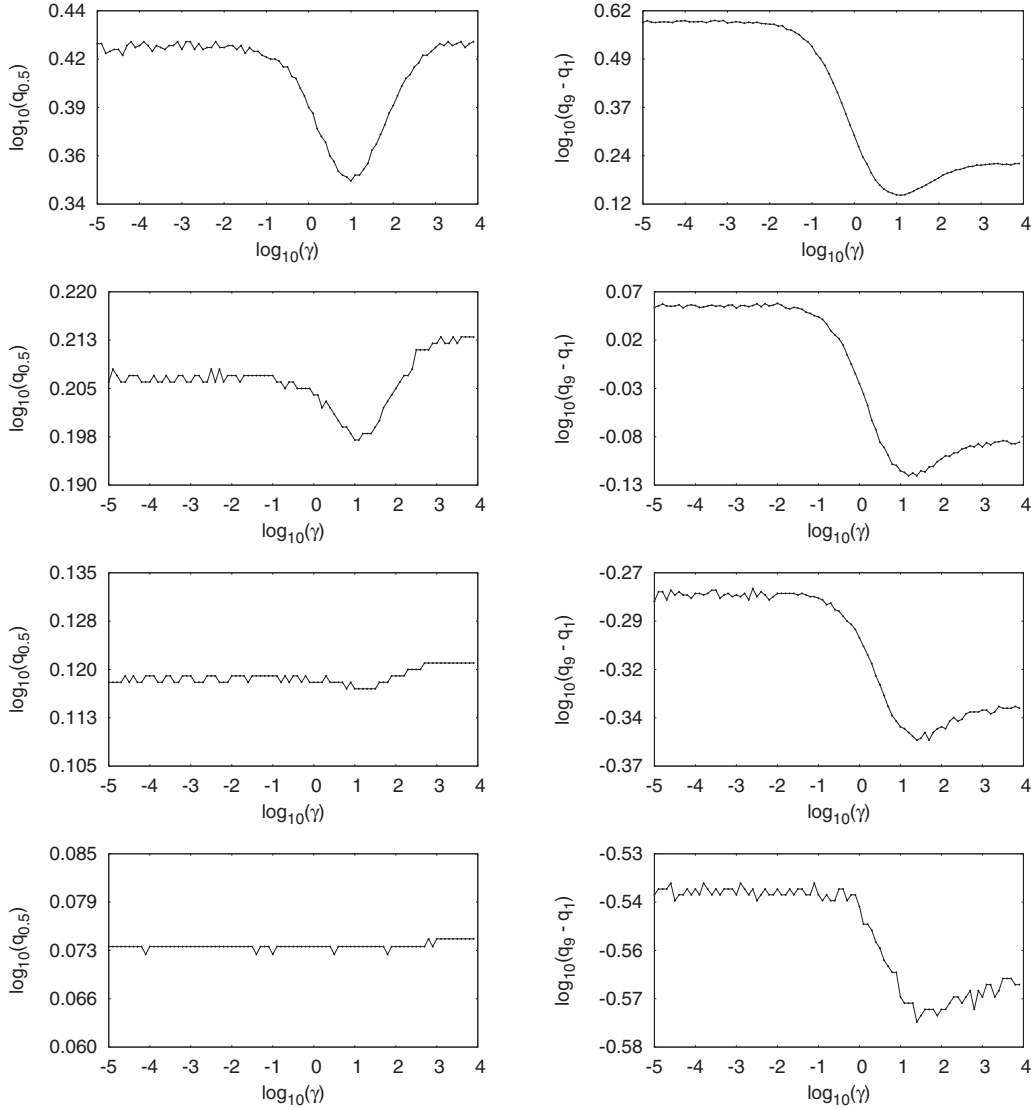 0.44
0.42
0.39
0.36
0.34
log10(q0.5)
-5 -4 -3 -2 -1 0 1 2 3 4
log10(γ)
0.62
0.49
0.37
0.24
0.12
log10(q9 - q1)
-5 -4 -3 -2 -1 0 1 2 3 4
log10(γ)
0.220
0.213
0.205
0.198
0.190
log10(q0.5)
-5 -4 -3 -2 -1 0 1 2 3 4
log10(γ)
0.07
0.02
-0.03
-0.08
-0.13
log10(q9 - q1)
-5 -4 -3 -2 -1 0 1 2 3 4
log10(γ)
0.135
0.128
0.120
0.113
0.105
log10(q0.5)
-5 -4 -3 -2 -1 0 1 2 3 4
log10(γ)
-0.27
-0.29
-0.32
-0.34
-0.37
log10(q9 - q1)
-5 -4 -3 -2 -1 0 1 2 3 4
log10(γ)
0.085
0.079
0.073
0.066
0.060
log10(q0.5)
-5 -4 -3 -2 -1 0 1 2 3 4
log10(γ)
-0.53
-0.54
-0.56
-0.57
-0.58
log10(q9 - q1)
-5 -4 -3 -2 -1 0 1 2 3 4
log10(γ)